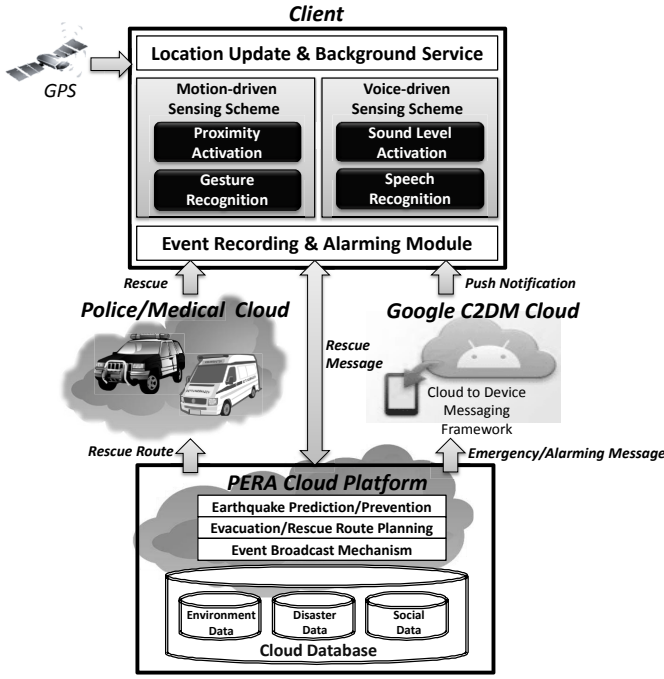 Client
GPS
Location Update & Background Service
Motion-driven
Sensing Scheme
Proximity
Activation
Gesture
Recognition
Voice-driven
Sensing Scheme
Sound Level
Activation
Speech
Recognition
Event Recording & Alarming Module
Rescue
Push Notification
Police/Medical Cloud
Google C2DM Cloud
Rescue
Message
Cloud to Device
Messaging
Framework
Rescue Route
Emergency/Alarming Message
PERA Cloud Platform
Earthquake Prediction/Prevention
Evacuation/Rescue Route Planning
Event Broadcast Mechanism
Environment
Data
Disaster
Data
Social
Data
Cloud Database